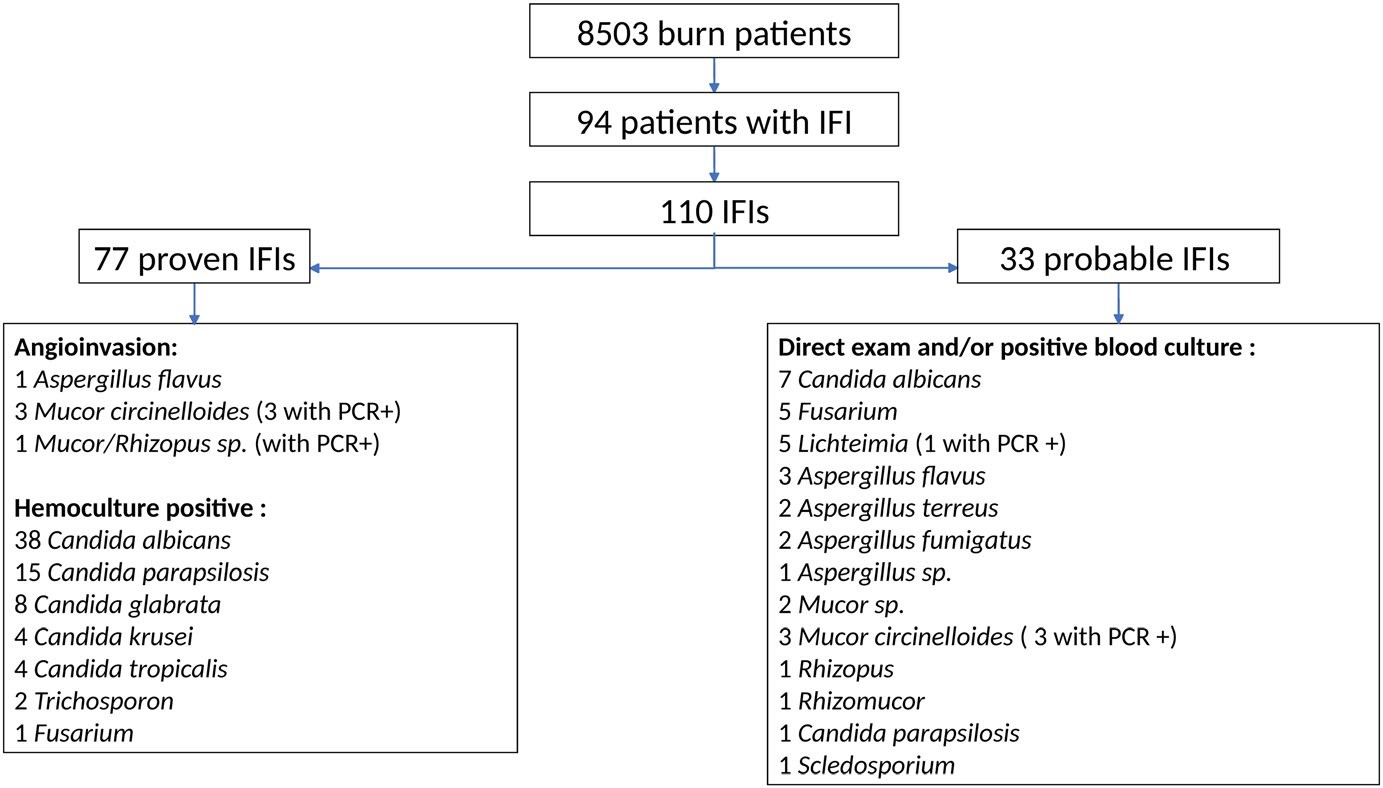 8503 burn patients
94 patients with IFI
110 IFIs
77 proven IFIs
33 probable IFIs
Angioinvasion:
1 Aspergillus flavus
3 Mucor circinelloides (3 with PCR+)
1 Mucor/Rhizopus sp. (with PCR+)
Hemoculture positive :
38 Candida albicans
15 Candida parapsilosis
8 Candida glabrata
4 Candida krusei
4 Candida tropicalis
2 Trichosporon
1 Fusarium
Direct exam and/or positive blood culture :
7 Candida albicans
5 Fusarium
5 Lichteimia (1 with PCR +)
3 Aspergillus flavus
2 Aspergillus terreus
2 Aspergillus fumigatus
1 Aspergillus sp.
2 Mucor sp.
3 Mucor circinelloides ( 3 with PCR +)
1 Rhizopus
1 Rhizomucor
1 Candida parapsilosis
1 Scledosporium